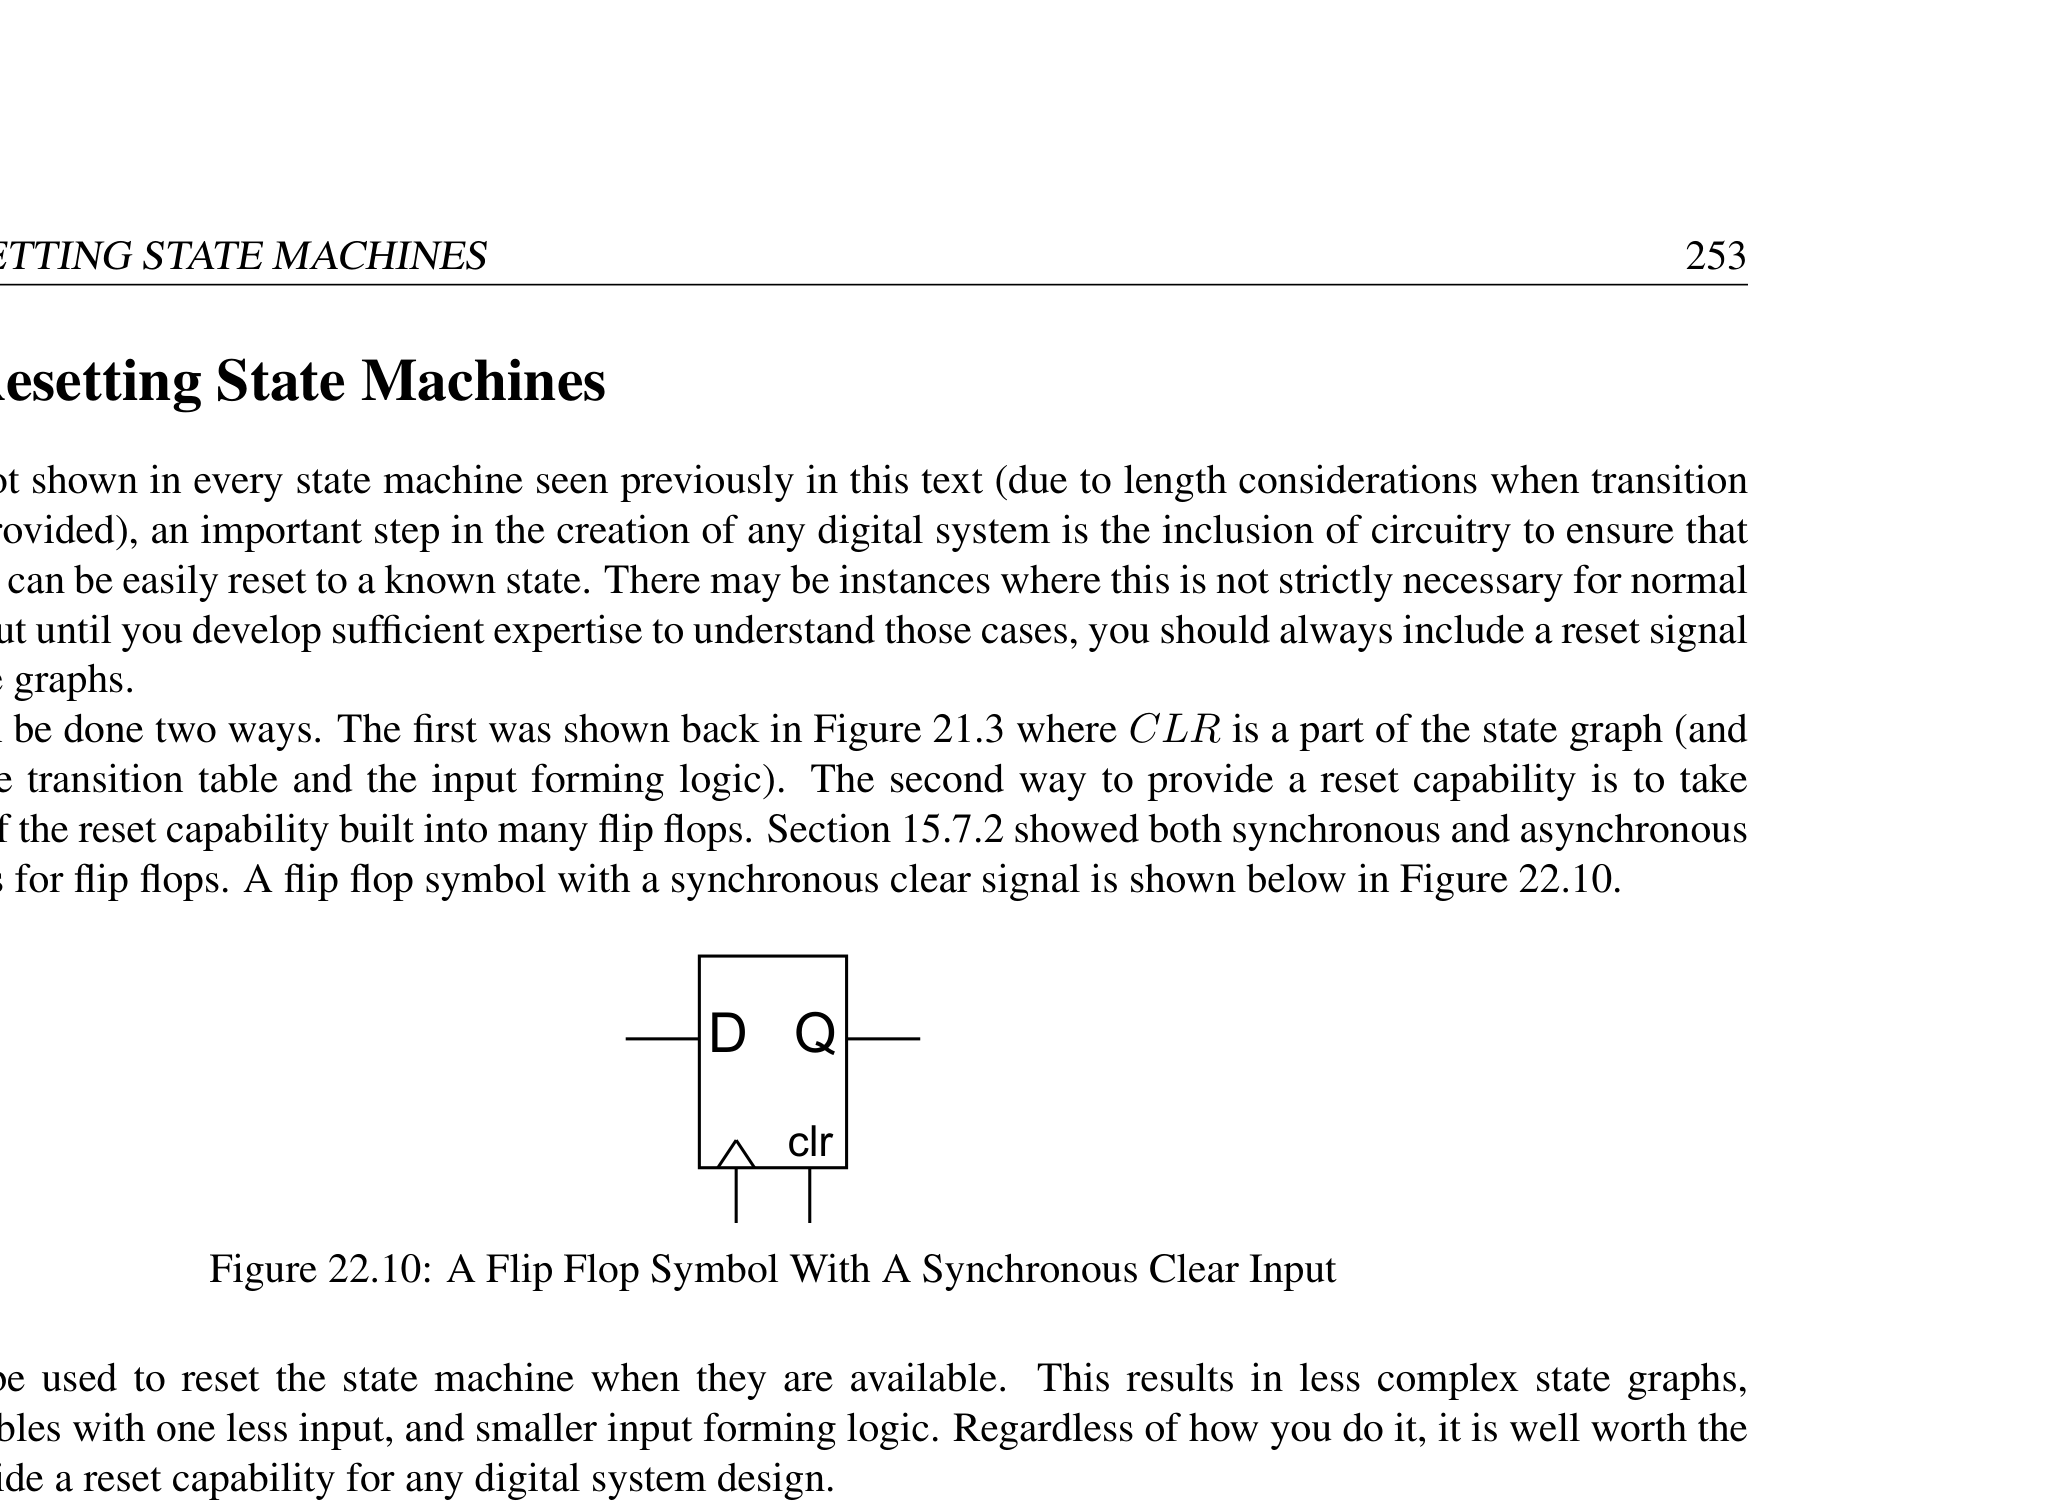 ETTING STATE MACHINES 253
esetting State Machines
ot shown in every state machine seen previously in this text (due to length considerations when transition
rovided), an important step in the creation of any digital system is the inclusion of circuitry to ensure that
can be easily reset to a known state. There may be instances where this is not strictly necessary for normal
ut until you develop sufficient expertise to understand those cases, you should always include a reset signal
e graphs.
be done two ways. The first was shown back in Figure 21.3 where CLR is a part of the state graph (and
e transition table and the input forming logic). The second way to provide a reset capability is to take
f the reset capability built into many flip flops. Section 15.7.2 showed both synchronous and asynchronous
s for flip flops. A flip flop symbol with a synchronous clear signal is shown below in Figure 22.10.
D Q
clr
Figure 22.10: A Flip Flop Symbol With A Synchronous Clear Input
be used to reset the state machine when they are available. This results in less complex state graphs,
bles with one less input, and smaller input forming logic. Regardless of how you do it, it is well worth the
ide a reset capability for any digital system design.